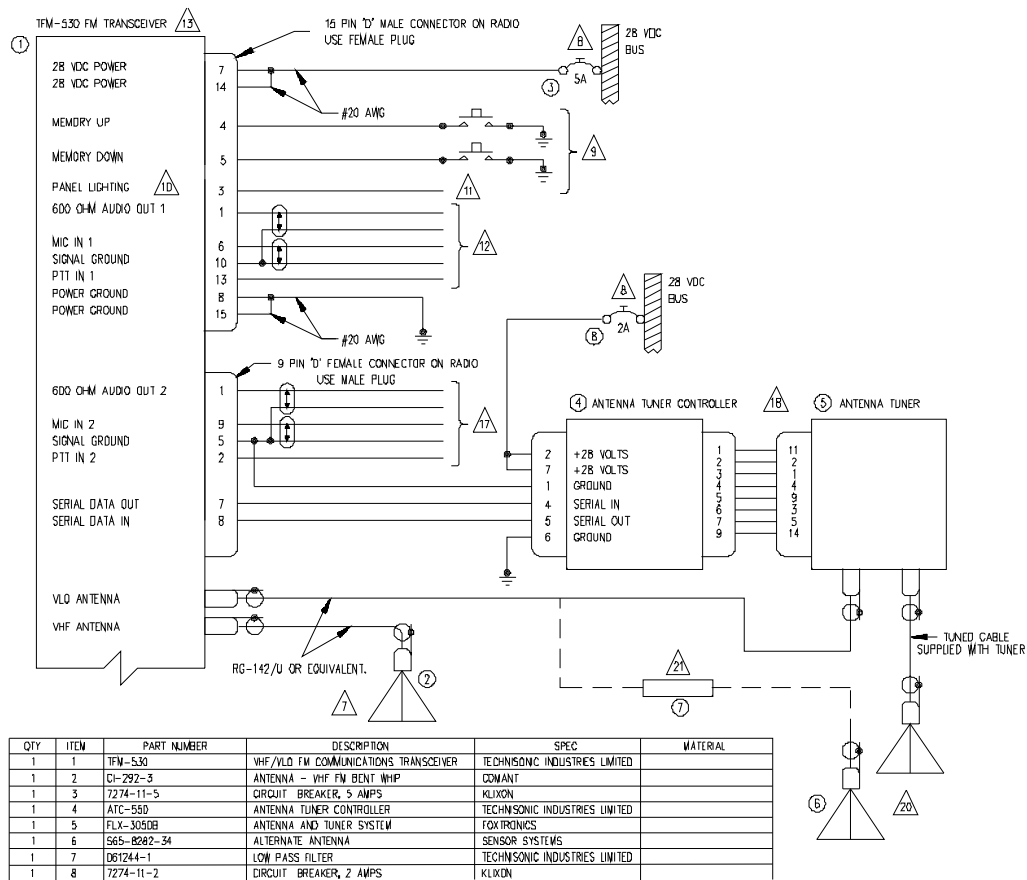 TFM-530 FM TRANSCEIVER 13
15 PIN 'D' MALE CONNECTOR ON RADIO
USE FEMALE PLUG
1
28 VDC POWER 7
28 VDC POWER 14
#20 AWG
3
8
5A
28 VDC
BUS
MEMORY UP 4
MEMORY DOWN 5
9
PANEL LIGHTING 10 3
11
600 OHM AUDIO OUT 1 1
MIC IN 1 6
SIGNAL GROUND 10
PTT IN 1 13
12
POWER GROUND 8
POWER GROUND 15
#20 AWG
8
B
2A
28 VDC
BUS
9 PIN 'D' FEMALE CONNECTOR ON RADIO
USE MALE PLUG
600 OHM AUDIO OUT 2 1
MIC IN 2 9
SIGNAL GROUND 5
PTT IN 2 2
17
SERIAL DATA OUT 7
SERIAL DATA IN 8
4 ANTENNA TUNER CONTROLLER
18
5 ANTENNA TUNER
2 +28 VOLTS
7 +28 VOLTS
1 GROUND
4 SERIAL IN
5 SERIAL OUT
6 GROUND
1 11
2 2
3 1
4 4
5 9
6 3
7 5
9 14
VLO ANTENNA
VHF ANTENNA
RG-142/U OR EQUIVALENT.
7
2
21
7
TUNED CABLE
SUPPLIED WITH TUNER
6
20
QTY ITEM PART NUMBER DESCRIPTION SPEC MATERIAL
1 1 TFM-530 VHF/VLO FM COMMUNICATIONS TRANSCEIVER TECHNISONIC INDUSTRIES LIMITED
1 2 CI-292-3 ANTENNA - VHF FM BENT WHIP COMANT
1 3 7274-11-5 CIRCUIT BREAKER, 5 AMPS KLIXON
1 4 ATC-550 ANTENNA TUNER CONTROLLER TECHNISONIC INDUSTRIES LIMITED
1 5 FLX-3050B ANTENNA AND TUNER SYSTEM FOXTRONICS
1 6 S65-8282-34 ALTERNATE ANTENNA SENSOR SYSTEMS
1 7 D61244-1 LOW PASS FILTER TECHNISONIC INDUSTRIES LIMITED
1 8 7274-11-2 CIRCUIT BREAKER, 2 AMPS KLIXON